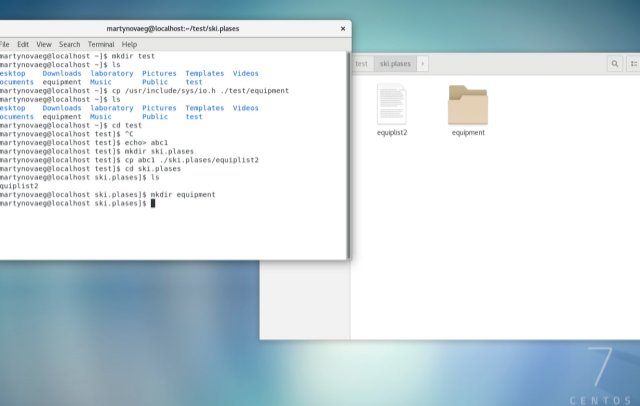 martynovaeg@localhost:~/test/ski.plases
File Edit View Search Terminal Help
martynovaeg@localhost ~]$ mkdir test
martynovaeg@localhost ~]$ ls
esktop Downloads laboratory Pictures Templates Videos
ocuments equipment Music Public test
martynovaeg@localhost ~]$ cp /usr/include/sys/io.h ./test/equipment
martynovaeg@localhost ~]$ ls
esktop Downloads laboratory Pictures Templates Videos
ocuments equipment Music Public test
martynovaeg@localhost ~]$ cd test
martynovaeg@localhost test]$ ^C
martynovaeg@localhost test]$ echo> abc1
martynovaeg@localhost test]$ mkdir ski.plases
martynovaeg@localhost test]$ cp abc1 ./ski.plases/equiplist2
martynovaeg@localhost test]$ cd ski.plases
martynovaeg@localhost ski.plases]$ ls
quiplist2
martynovaeg@localhost ski.plases]$ mkdir equipment
martynovaeg@localhost ski.plases]$
test ski.plases
equiplist2 equipment
7
CENTOS